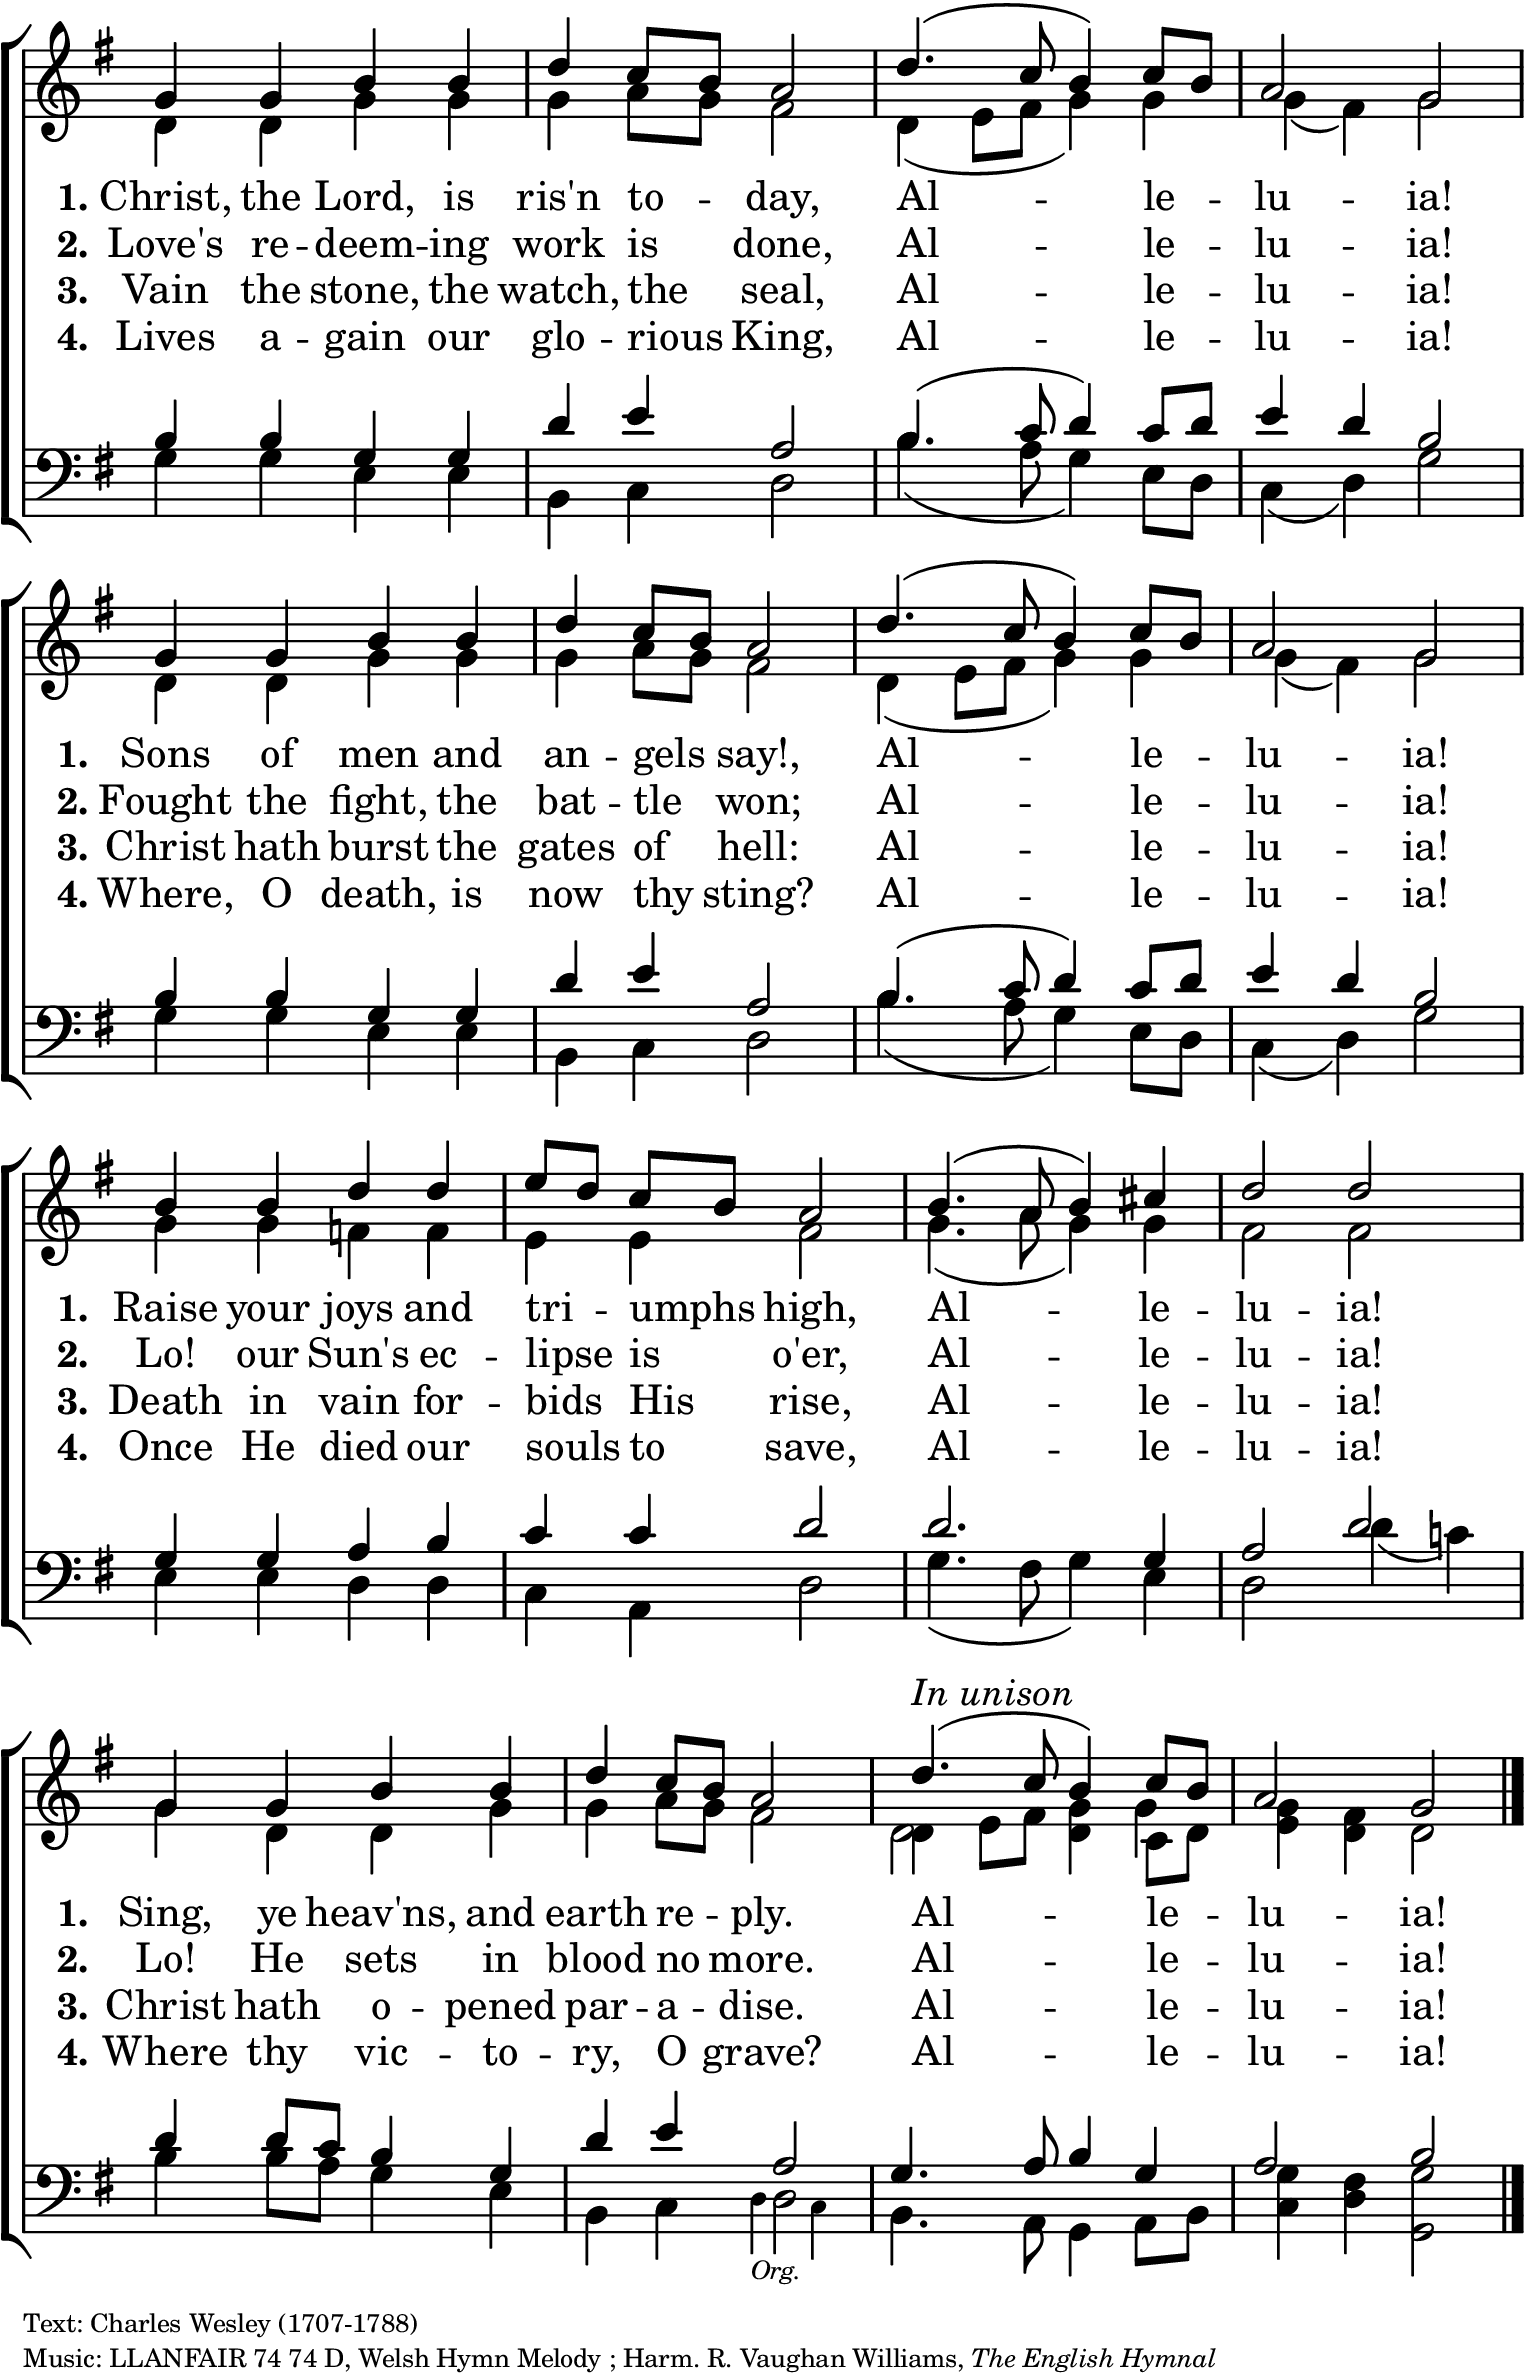 1. Christ, the Lord, is ris'n to -- day, Al -- le -- lu -- ia!
2. Love's re -- deem -- ing work is done, Al -- le -- lu -- ia!
3. Vain the stone, the watch, the seal, Al -- le -- lu -- ia!
4. Lives a -- gain our glo -- rious King, Al -- le -- lu -- ia!
1. Sons of men and an -- gels say!, Al -- le -- lu -- ia!
2. Fought the fight, the bat -- tle won; Al -- le -- lu -- ia!
3. Christ hath burst the gates of hell: Al -- le -- lu -- ia!
4. Where, O death, is now thy sting? Al -- le -- lu -- ia!
1. Raise your joys and tri -- umphs high, Al -- le -- lu -- ia!
2. Lo! our Sun's ec -- lipse is o'er, Al -- le -- lu -- ia!
3. Death in vain for -- bids His rise, Al -- le -- lu -- ia!
4. Once He died our souls to save, Al -- le -- lu -- ia!
In unison
1. Sing, ye heav'ns, and earth re -- ply. Al -- le -- lu -- ia!
2. Lo! He sets in blood no more. Al -- le -- lu -- ia!
3. Christ hath o -- pened par -- a -- dise. Al -- le -- lu -- ia!
4. Where thy vic -- to -- ry, O grave? Al -- le -- lu -- ia!
Org.
Text: Charles Wesley (1707-1788)
Music: LLANFAIR 74 74 D, Welsh Hymn Melody ; Harm. R. Vaughan Williams, The English Hymnal